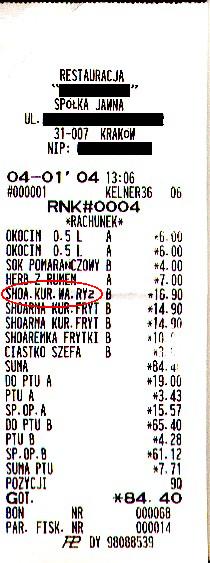 RESTAURACJA
SPÓŁKA JAWNA
UL.
31-007 KRAKÓW
NIP:
04-01'04 13:06
#000001 KELNER36 06
RNK#0004
*RACHUNEK*
OKOCIM 0.5 L A *6.00
OKOCIM 0.5 L A *6.00
SOK POMARAŃCZOWY B *4.00
HERB Z RUMEM A *7.00
SHOA.KUR.WA.RYZ B *16.90
SHOARMA KUR.FRYT B *14.90
SHOARMA KUR.FRYT B *14.90
SHOAREMKA FRYTKI B
CIASTKO SZEFA B
SUMA *84.4
DO PTU A *19.00
PTU A *3.43
SP.OP.A *15.57
DO PTU B *65.40
PTU B *4.28
SP.OP.B *61.12
SUMA PTU *7.71
POZYCJI 90
GOT. *84.40
BON NR 000068
PAR. FISK. NR 000014
DY 98088539